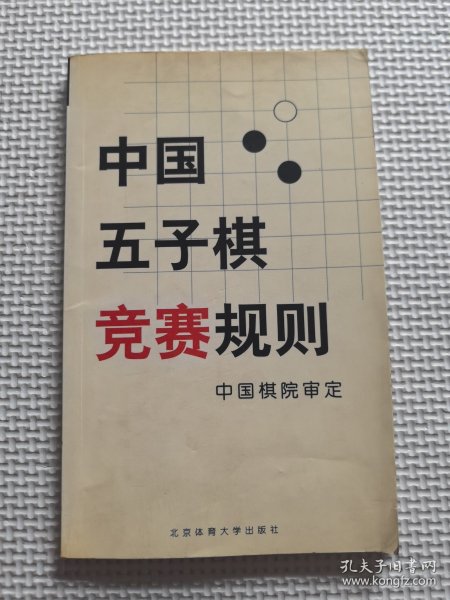 中国
五子棋
竞赛规则
中国棋院审定
北京体育大学出版社
孔夫子旧书网
www.kongfz.com